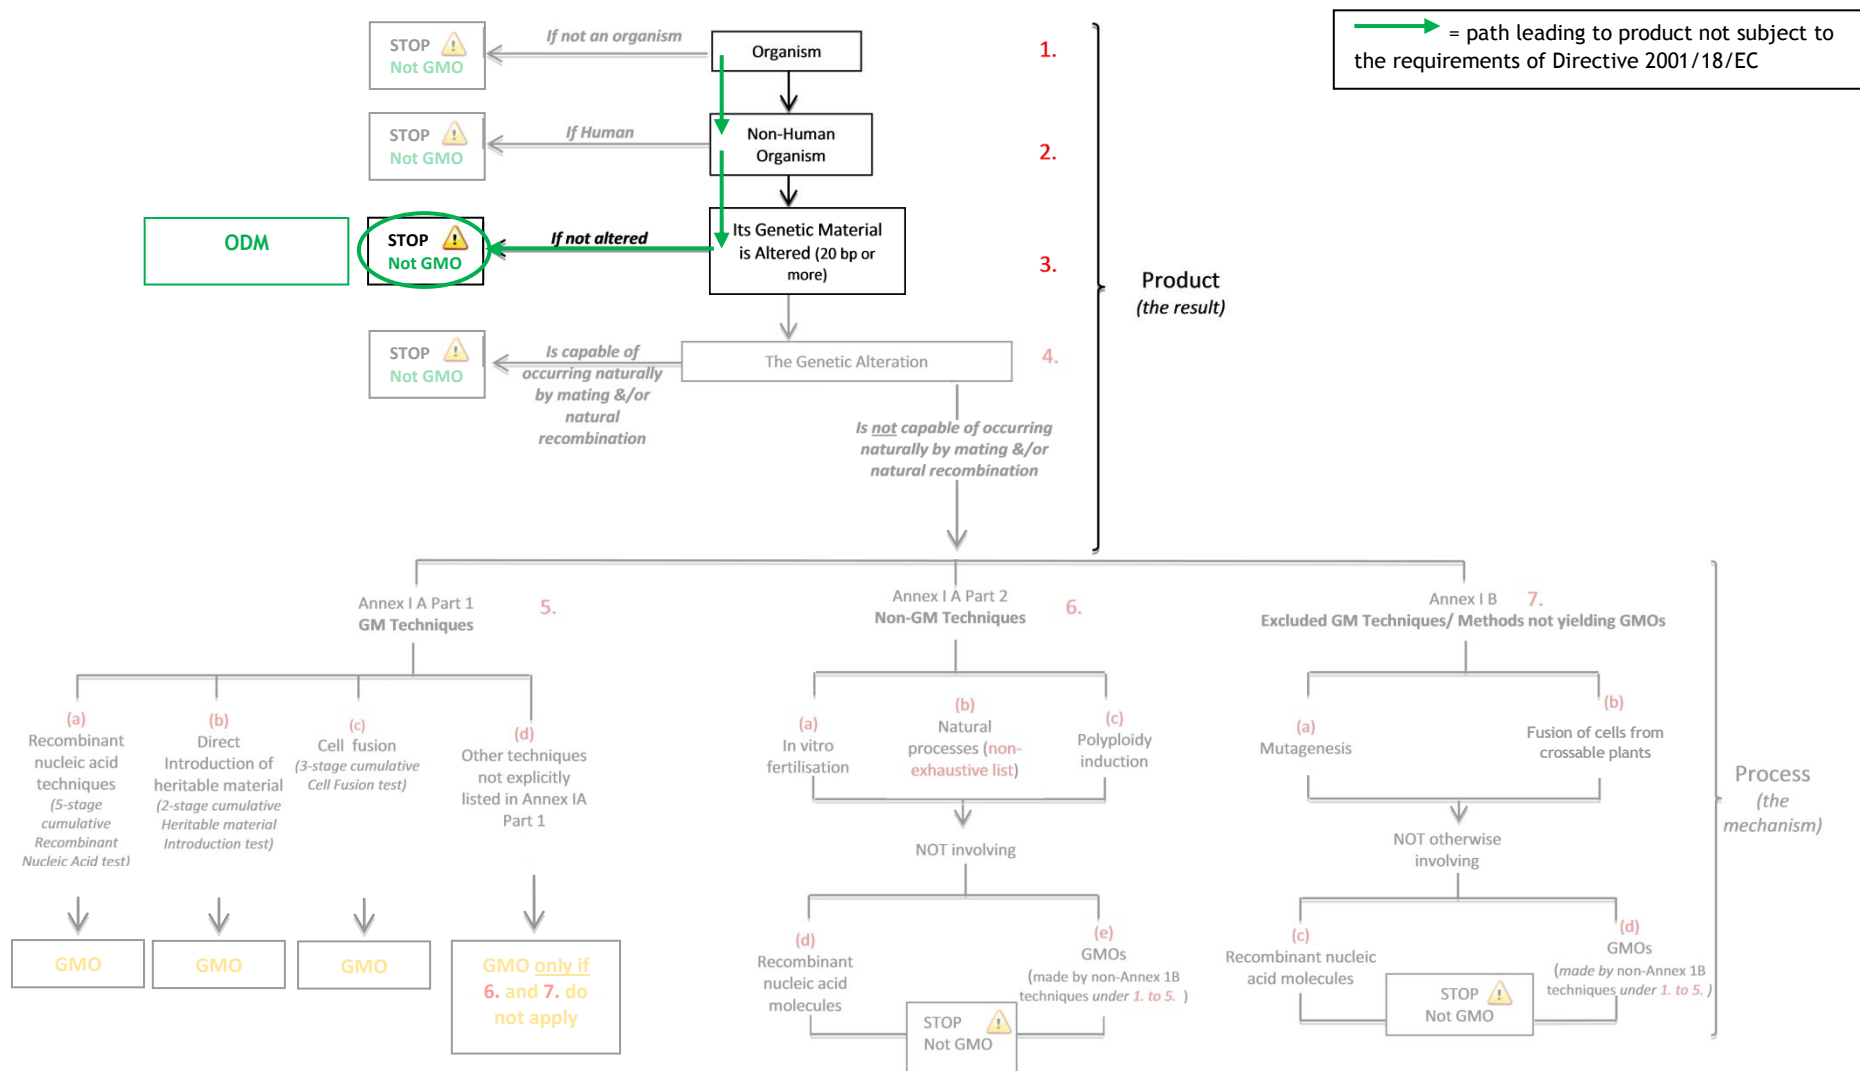 = path leading to product not subject to
the requirements of Directive 2001/18/EC
STOP
Not GMO
If not an organism
Organism
1.
STOP
Not GMO
If Human
Non-Human
Organism
2.
ODM
STOP
Not GMO
If not altered
Its Genetic Material
is Altered (20 bp or
more)
3.
Product
(the result)
STOP
Not GMO
Is capable of
occurring naturally
by mating &/or
natural
recombination
The Genetic Alteration
4.
Is not capable of occurring
naturally by mating &/or
natural recombination
Annex I A Part 1
GM Techniques
5.
Annex I A Part 2
Non-GM Techniques
6.
Annex I B
Excluded GM Techniques/ Methods not yielding GMOs
7.
(a)
Recombinant
nucleic acid
techniques
(5-stage
cumulative
Recombinant
Nucleic Acid test)
(b)
Direct
Introduction of
heritable material
(2-stage cumulative
Heritable material
Introduction test)
(c)
Cell fusion
(3-stage cumulative
Cell Fusion test)
(d)
Other techniques
not explicitly
listed in Annex IA
Part 1
(a)
In vitro
fertilisation
(b)
Natural
processes (non-
exhaustive list)
(c)
Polyploidy
induction
(a)
Mutagenesis
(b)
Fusion of cells from
crossable plants
Process
(the
mechanism)
NOT involving
NOT otherwise
involving
GMO
GMO
GMO
GMO only if
6. and 7. do
not apply
(d)
Recombinant
nucleic acid
molecules
(e)
GMOs
(made by non-Annex 1B
techniques under 1. to 5. )
STOP
Not GMO
(c)
Recombinant nucleic
acid molecules
(d)
GMOs
(made by non-Annex 1B
techniques under 1. to 5. )
STOP
Not GMO